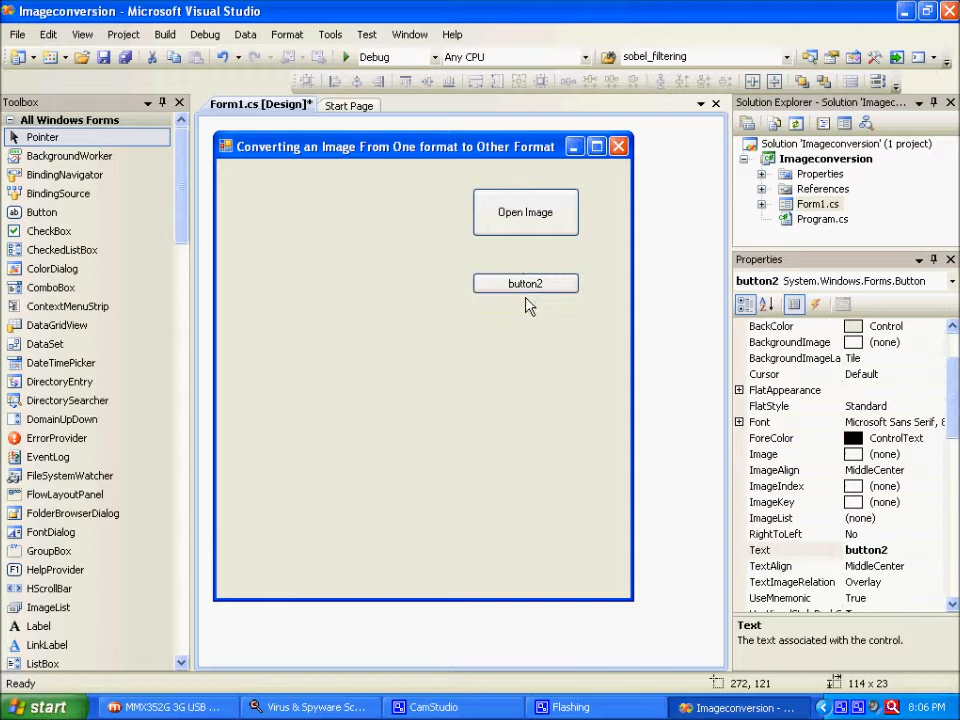 Imageconversion - Microsoft Visual Studio
File Edit View Project Build Debug Data Format Tools Test Window Help
Debug Any CPU sobel_filtering
Toolbox
All Windows Forms
Pointer
BackgroundWorker
BindingNavigator
BindingSource
ab Button
CheckBox
CheckedListBox
ColorDialog
ComboBox
ContextMenuStrip
DataGridView
DataSet
DateTimePicker
DirectoryEntry
DirectorySearcher
DomainUpDown
ErrorProvider
EventLog
FileSystemWatcher
FlowLayoutPanel
FolderBrowserDialog
FontDialog
GroupBox
HelpProvider
HScrollBar
ImageList
A Label
A LinkLabel
ListBox
Form1.cs [Design]* Start Page
Converting an Image From One format to Other Format
Open Image
button2
Solution Explorer - Solution 'Imagec...
Solution 'Imageconversion' (1 project)
Imageconversion
Properties
References
Form1.cs
Program.cs
Properties
button2 System.Windows.Forms.Button
BackColor Control
BackgroundImage (none)
BackgroundImageLa Tile
Cursor Default
FlatAppearance
FlatStyle Standard
Font Microsoft Sans Serif, 8
ForeColor ControlText
Image (none)
ImageAlign MiddleCenter
ImageIndex (none)
ImageKey (none)
ImageList (none)
RightToLeft No
Text button2
TextAlign MiddleCenter
TextImageRelation Overlay
UseMnemonic True
Text
The text associated with the control.
Ready 272, 121 114 x 23
start MMX352G 3G USB ... Virus & Spyware Sc... CamStudio Flashing Imageconversion - ... 8:06 PM